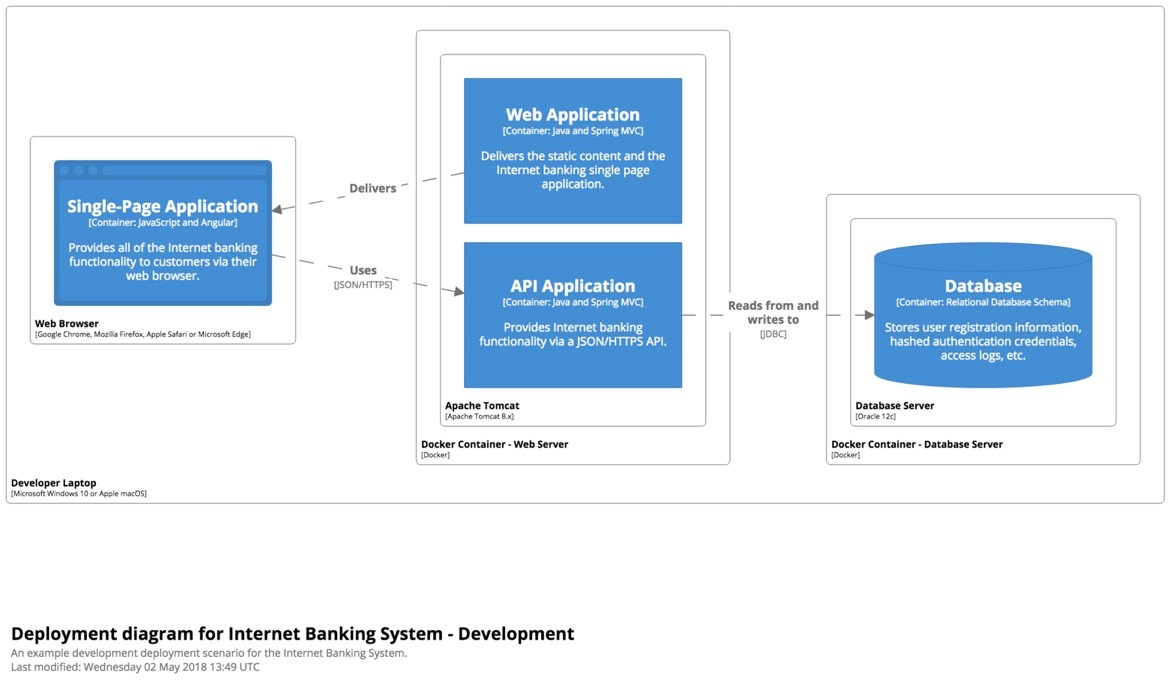 Web Application
[Container: Java and Spring MVC]
Delivers the static content and the
Internet banking single page
application.
Delivers
Single-Page Application
[Container: JavaScript and Angular]
Provides all of the Internet banking
functionality to customers via their
web browser.
Uses
[JSON/HTTPS]
Web Browser
[Google Chrome, Mozilla Firefox, Apple Safari or Microsoft Edge]
API Application
[Container: Java and Spring MVC]
Provides Internet banking
functionality via a JSON/HTTPS API.
Reads from and
writes to
[JDBC]
Database
[Container: Relational Database Schema]
Stores user registration information,
hashed authentication credentials,
access logs, etc.
Apache Tomcat
[Apache Tomcat 8.x]
Database Server
[Oracle 12c]
Docker Container - Web Server
[Docker]
Docker Container - Database Server
[Docker]
Developer Laptop
[Microsoft Windows 10 or Apple macOS]
Deployment diagram for Internet Banking System - Development
An example development deployment scenario for the Internet Banking System.
Last modified: Wednesday 02 May 2018 13:49 UTC